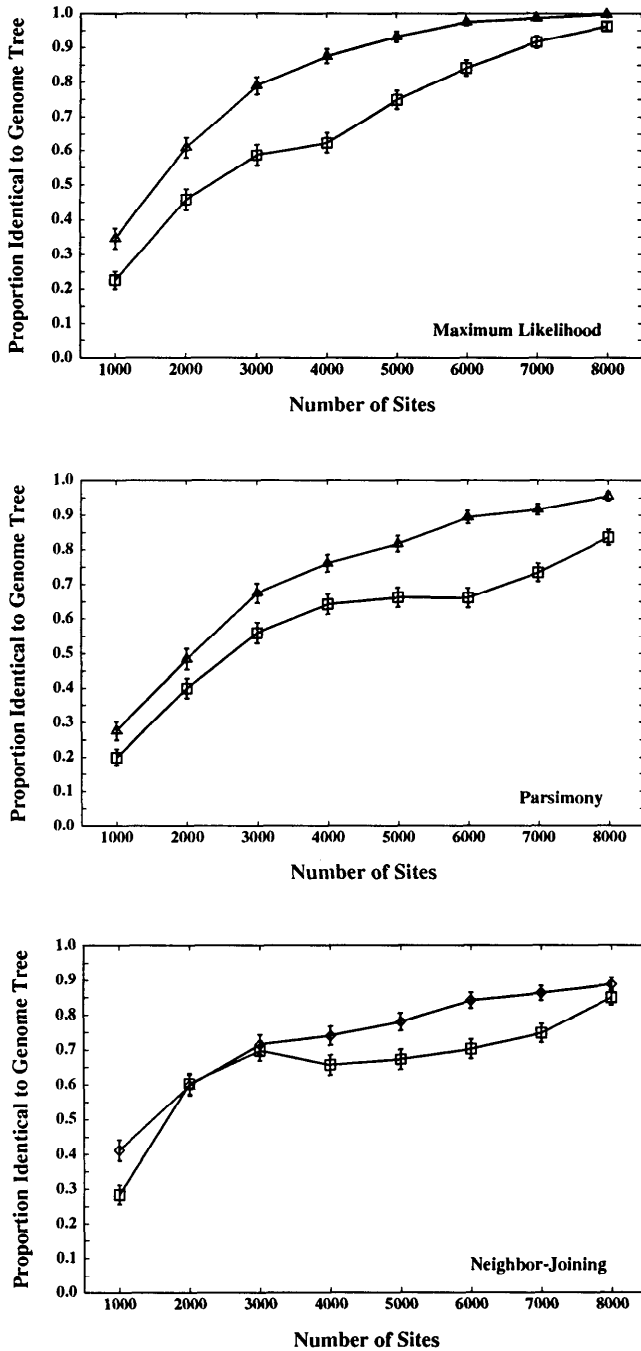 Proportion Identical to Genome Tree
1.0
0.9
0.8
0.7
0.6
0.5
0.4
0.3
0.2
0.1
0.0
Maximum Likelihood
1000 2000 3000 4000 5000 6000 7000 8000
Number of Sites
Proportion Identical to Genome Tree
1.0
0.9
0.8
0.7
0.6
0.5
0.4
0.3
0.2
0.1
0.0
Parsimony
1000 2000 3000 4000 5000 6000 7000 8000
Number of Sites
Proportion Identical to Genome Tree
1.0
0.9
0.8
0.7
0.6
0.5
0.4
0.3
0.2
0.1
0.0
Neighbor-Joining
1000 2000 3000 4000 5000 6000 7000 8000
Number of Sites